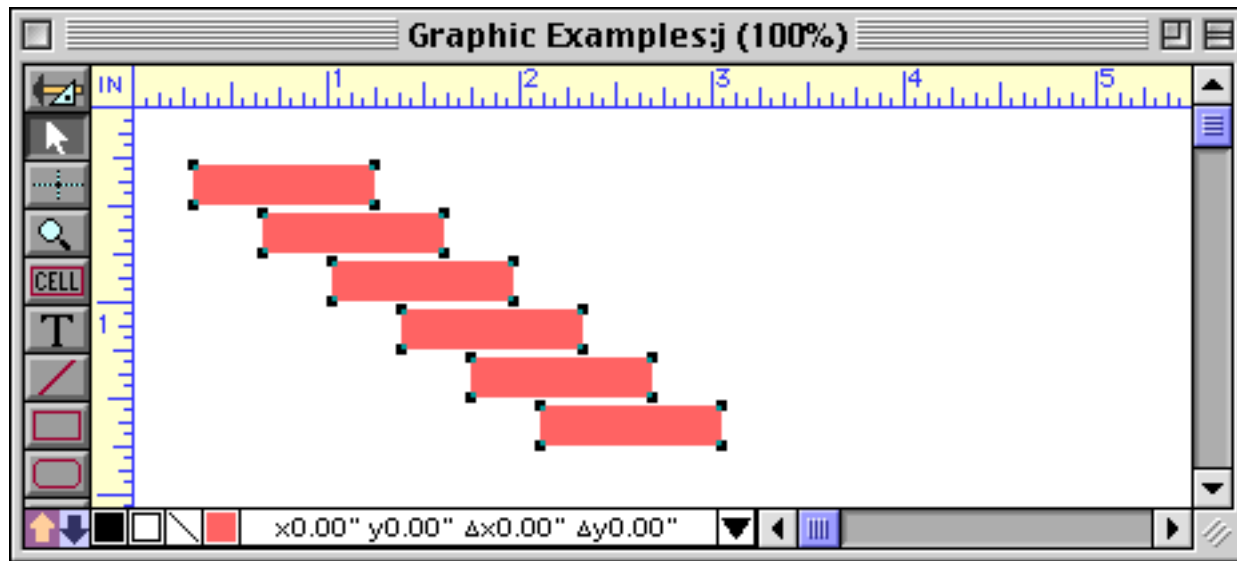 Graphic Examples:j (100%)
IN 1 2 3 4 5
CELL
T
1
x0.00" y0.00" Δx0.00" Δy0.00"